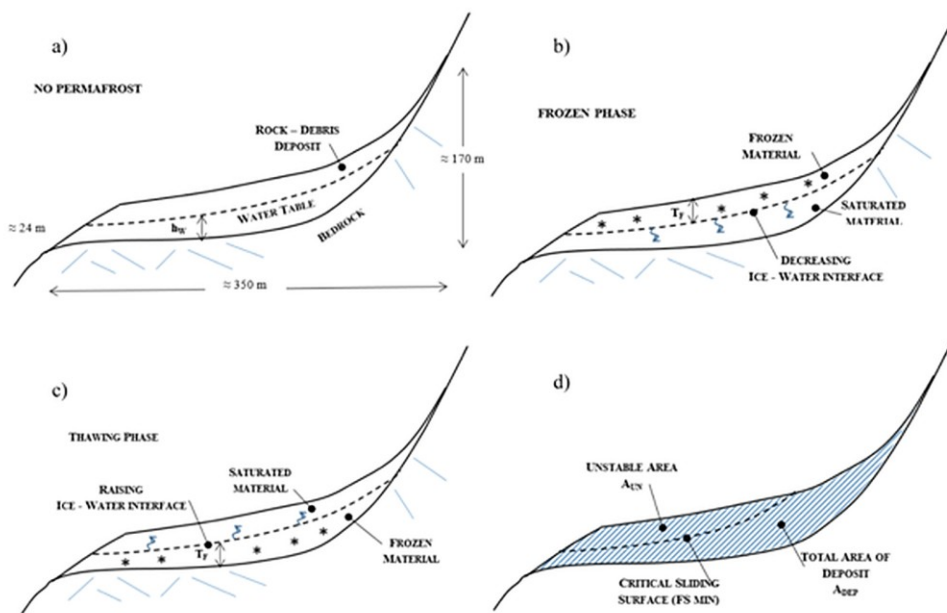 a)
NO PERMAFROST
ROCK – DEBRIS
DEPOSIT
≈ 170 m
WATER TABLE
hW
BEDROCK
≈ 24 m
≈ 350 m
b)
FROZEN PHASE
FROZEN
MATERIAL
* * * *
TF
SATURATED
MATERIAL
DECREASING
ICE - WATER INTERFACE
c)
THAWING PHASE
SATURATED
MATERIAL
RAISING
ICE - WATER INTERFACE
TF
* * * * *
FROZEN
MATERIAL
d)
UNSTABLE AREA
AUN
CRITICAL SLIDING
SURFACE (FS MIN)
TOTAL AREA OF
DEPOSIT
ADEP